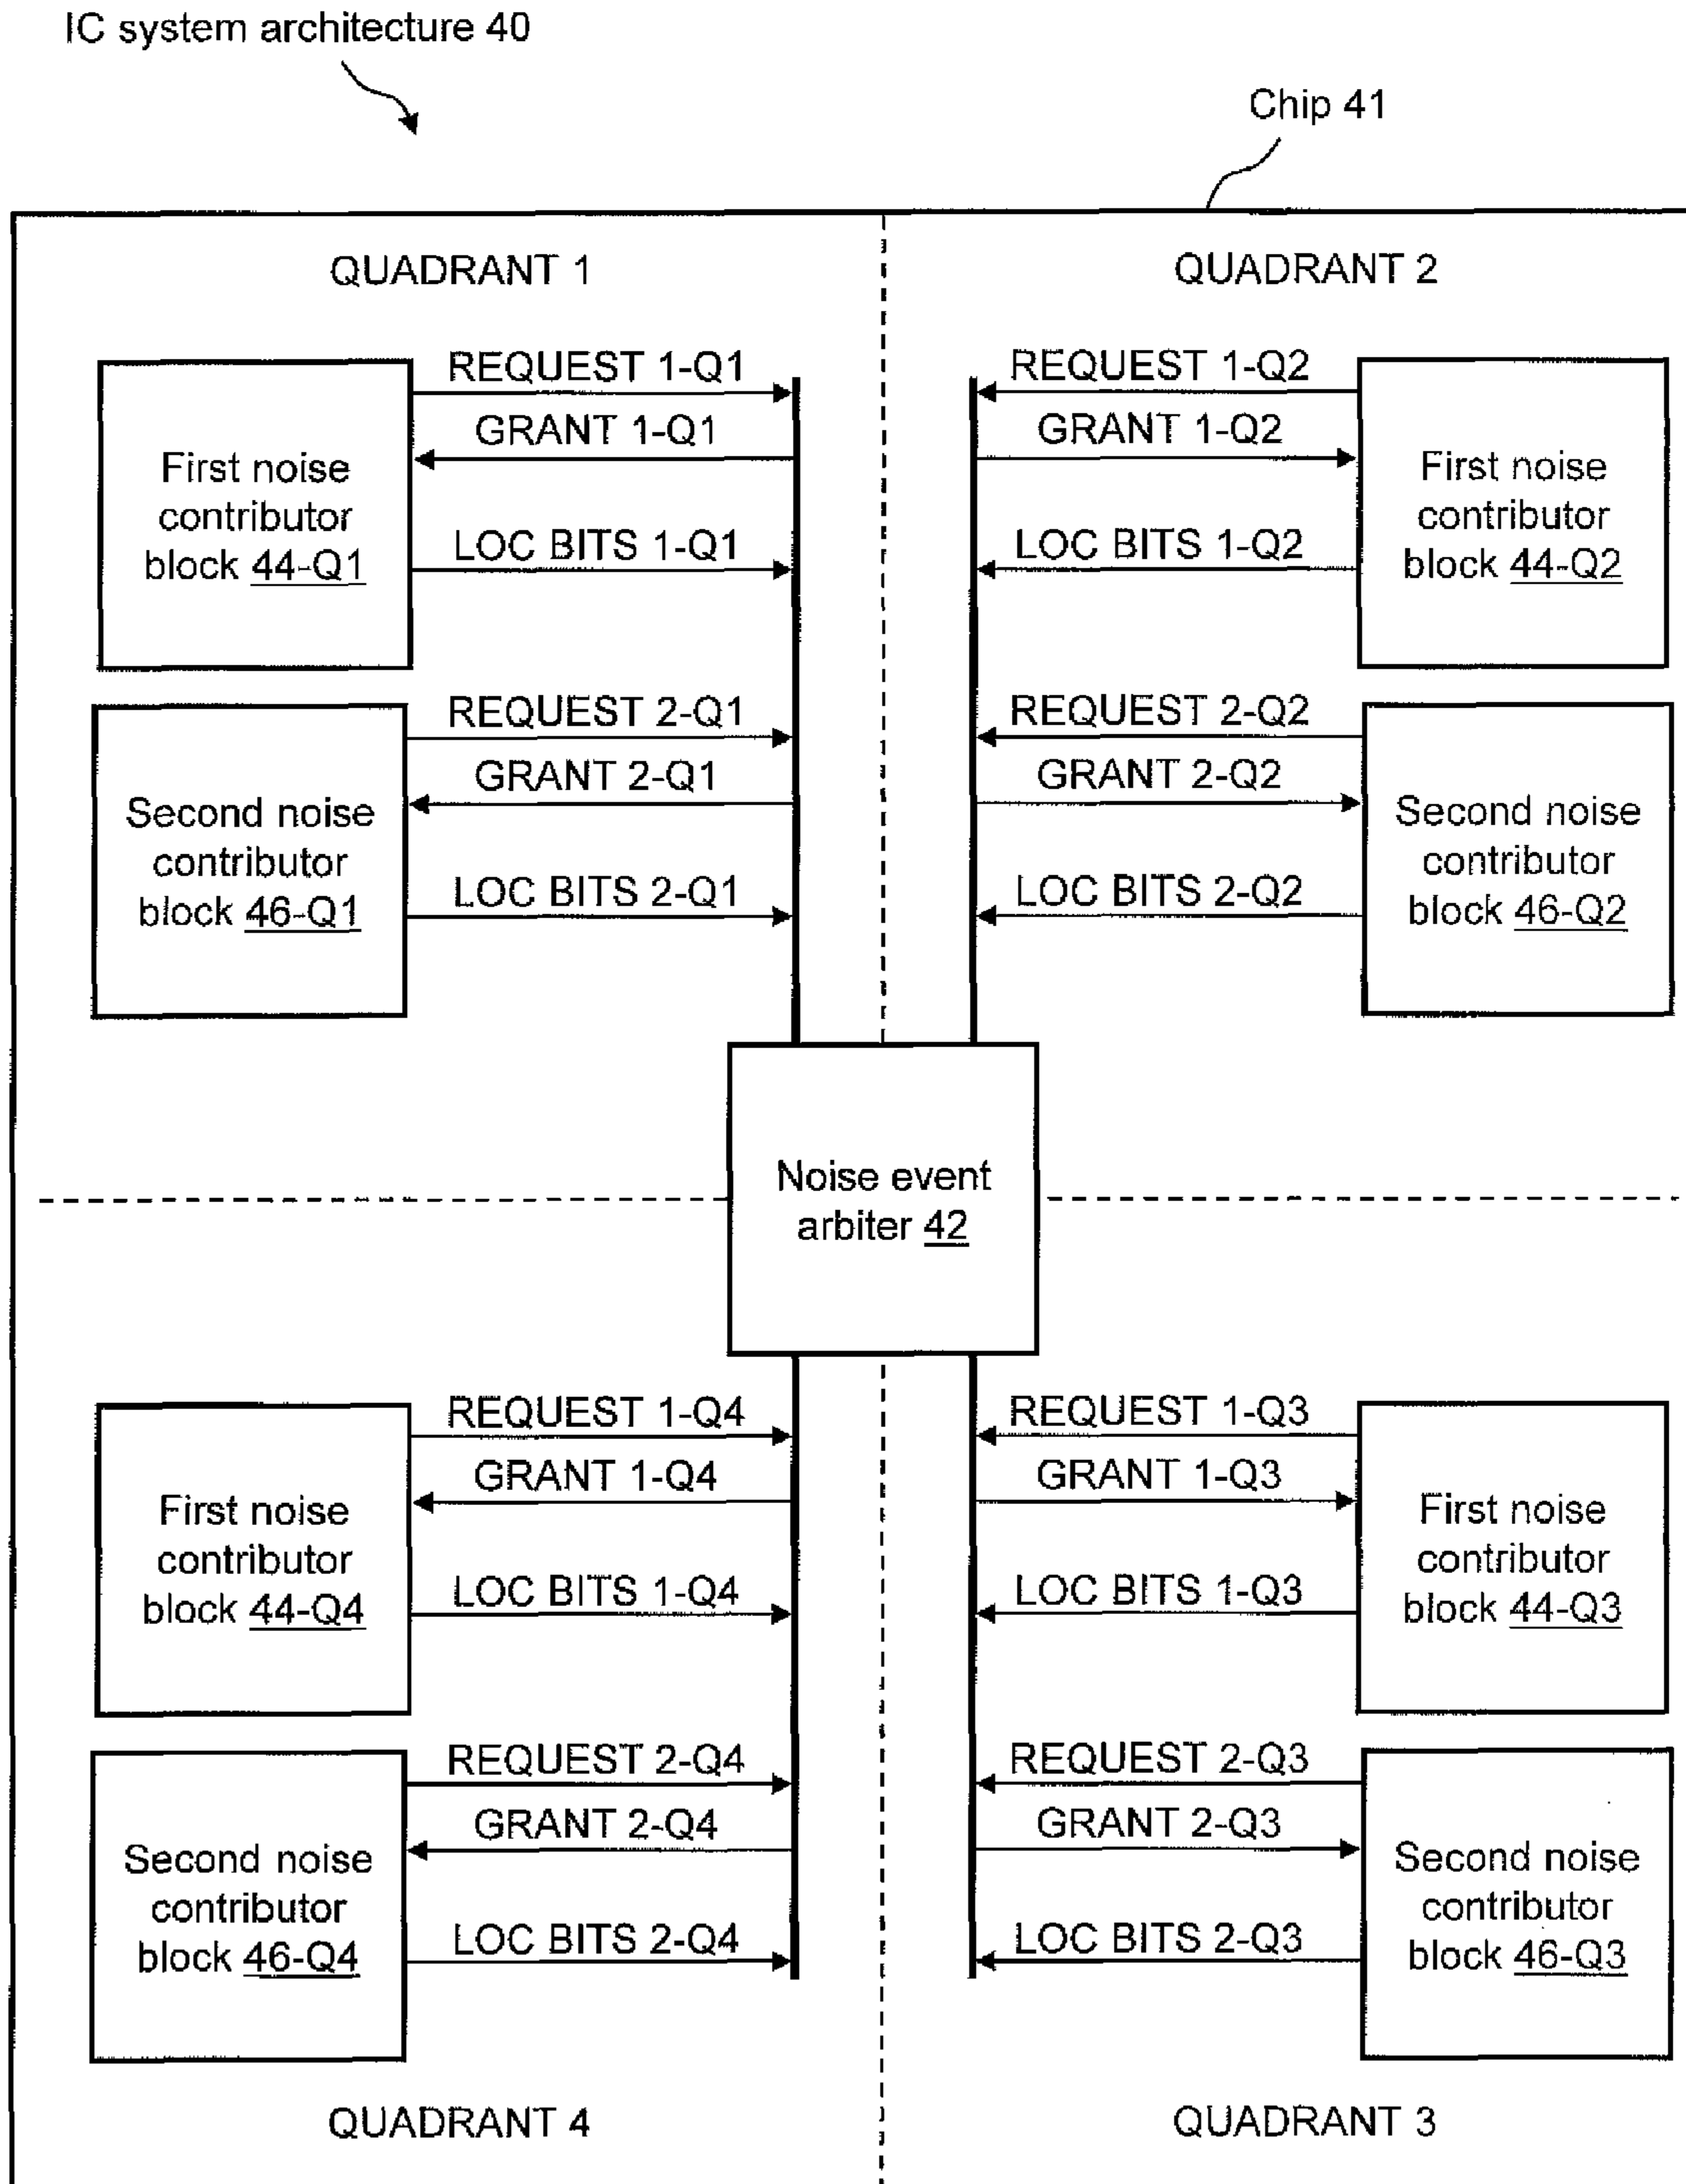 IC system architecture 40
Chip 41
QUADRANT 1
QUADRANT 2
First noise
contributor
block 44-Q1
REQUEST 1-Q1
GRANT 1-Q1
LOC BITS 1-Q1
REQUEST 1-Q2
GRANT 1-Q2
LOC BITS 1-Q2
First noise
contributor
block 44-Q2
Second noise
contributor
block 46-Q1
REQUEST 2-Q1
GRANT 2-Q1
LOC BITS 2-Q1
REQUEST 2-Q2
GRANT 2-Q2
LOC BITS 2-Q2
Second noise
contributor
block 46-Q2
Noise event
arbiter 42
First noise
contributor
block 44-Q4
REQUEST 1-Q4
GRANT 1-Q4
LOC BITS 1-Q4
REQUEST 1-Q3
GRANT 1-Q3
LOC BITS 1-Q3
First noise
contributor
block 44-Q3
Second noise
contributor
block 46-Q4
REQUEST 2-Q4
GRANT 2-Q4
LOC BITS 2-Q4
REQUEST 2-Q3
GRANT 2-Q3
LOC BITS 2-Q3
Second noise
contributor
block 46-Q3
QUADRANT 4
QUADRANT 3